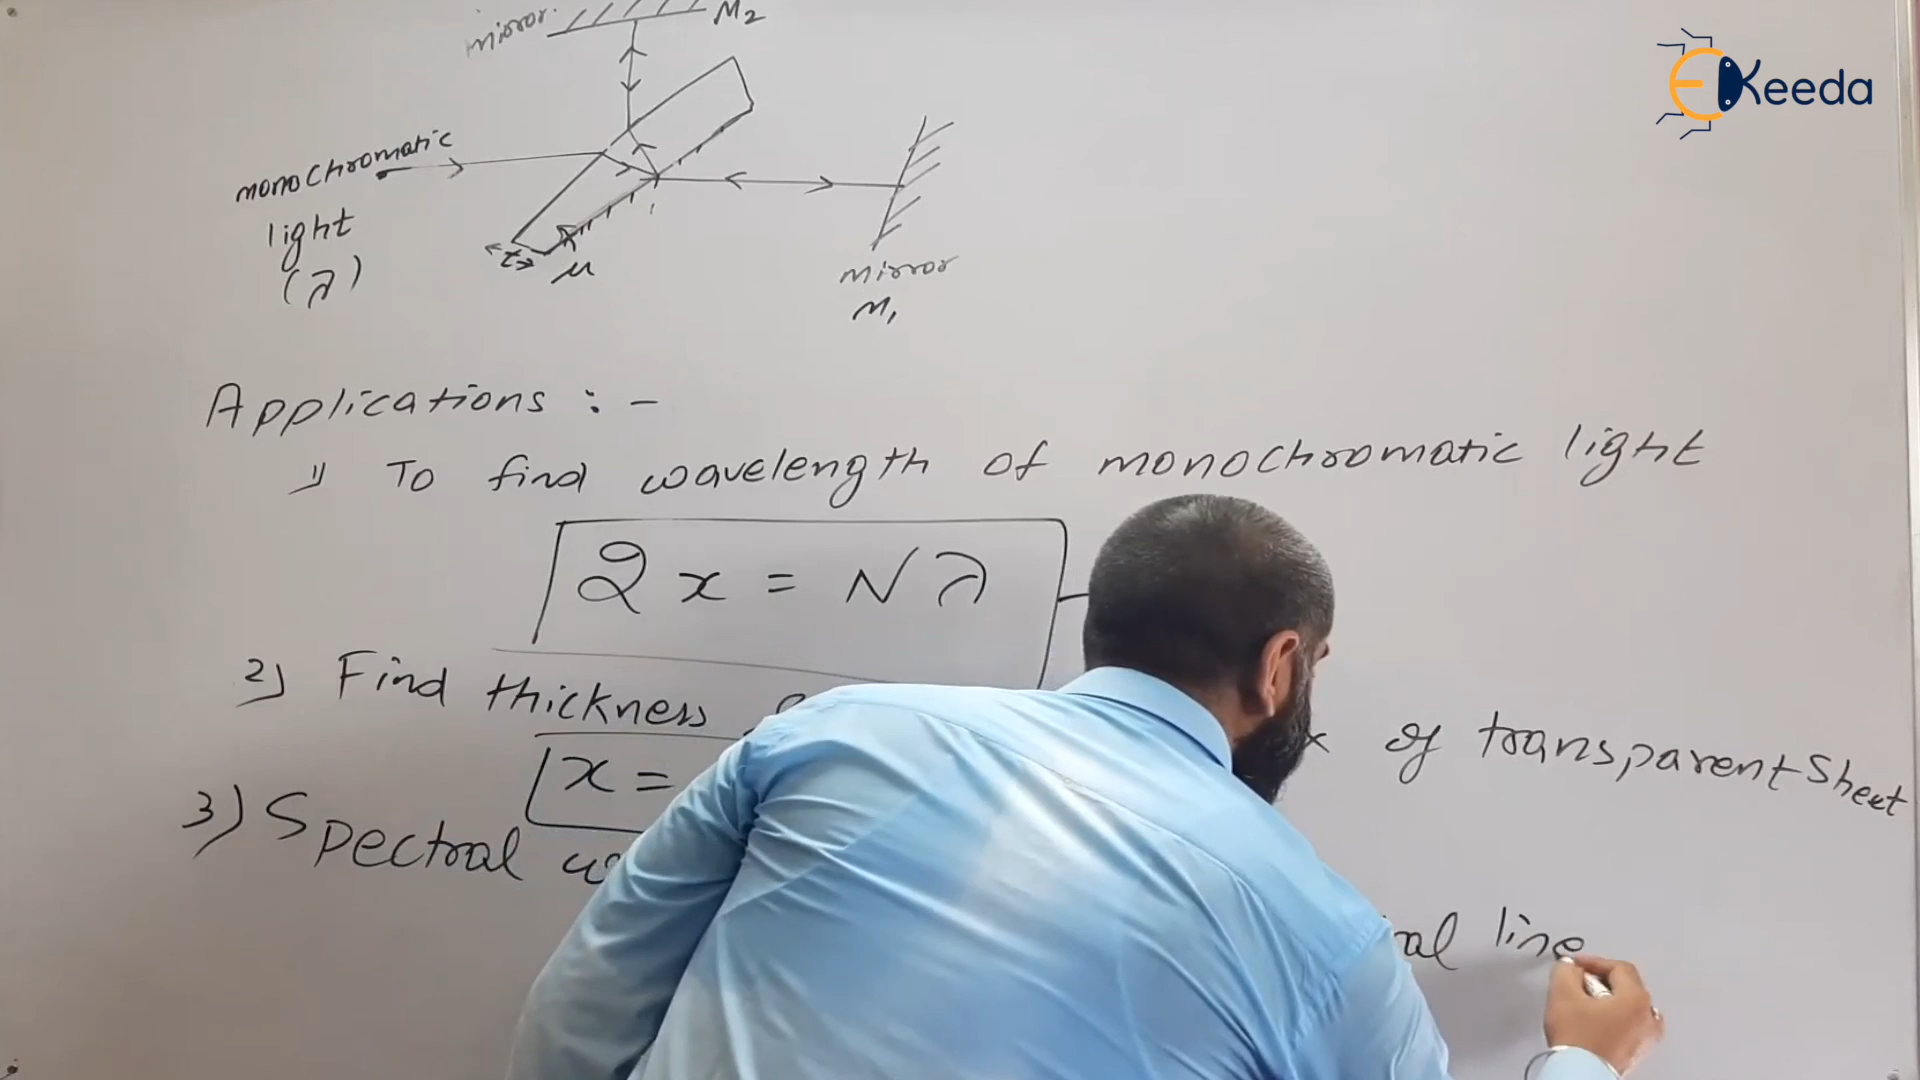 mirror. M2
EKeeda
monochromatic
light
(λ)
t
μ
mirror
M1
Applications : -
1) To find wavelength of monochromatic light
2x = Nλ
2) Find thickness of transparent sheet
x =
3) Spectral line